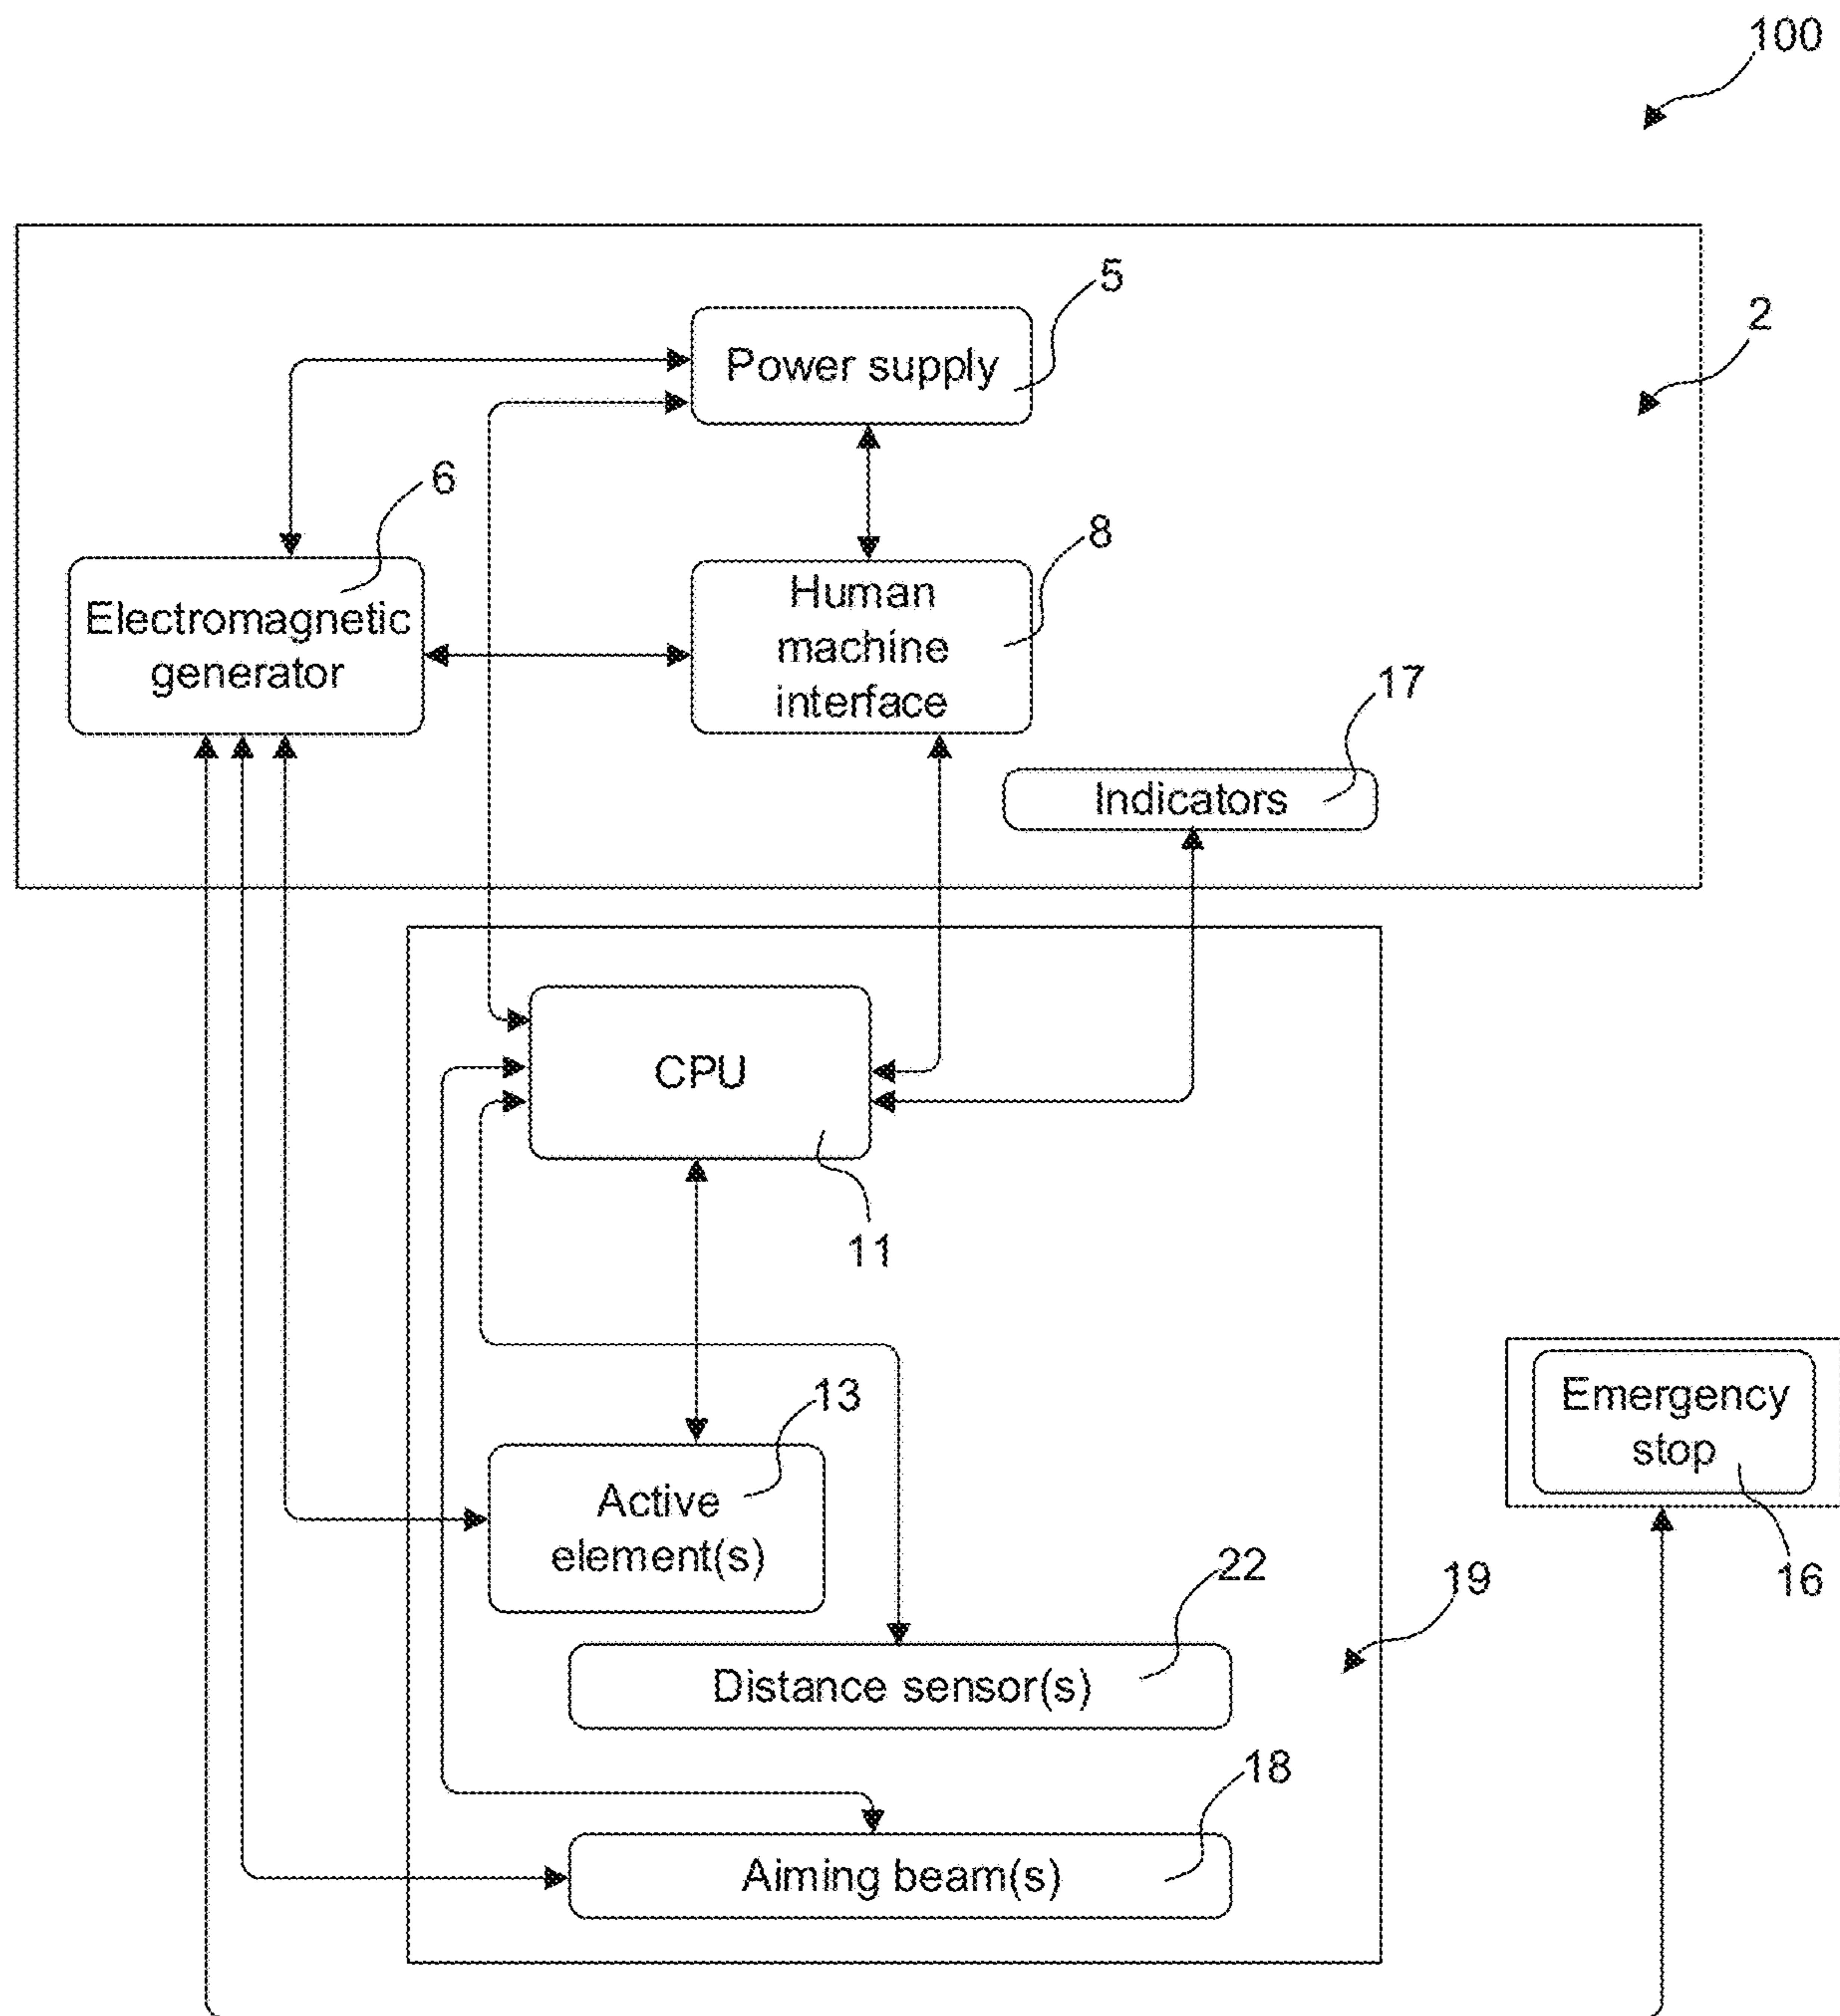 100
5
2
Power supply
6
8
Human
machine
interface
Electromagnetic
generator
17
Indicators
CPU
11
13
Active
element(s)
Emergency
stop
16
22
19
Distance sensor(s)
18
Aiming beam(s)